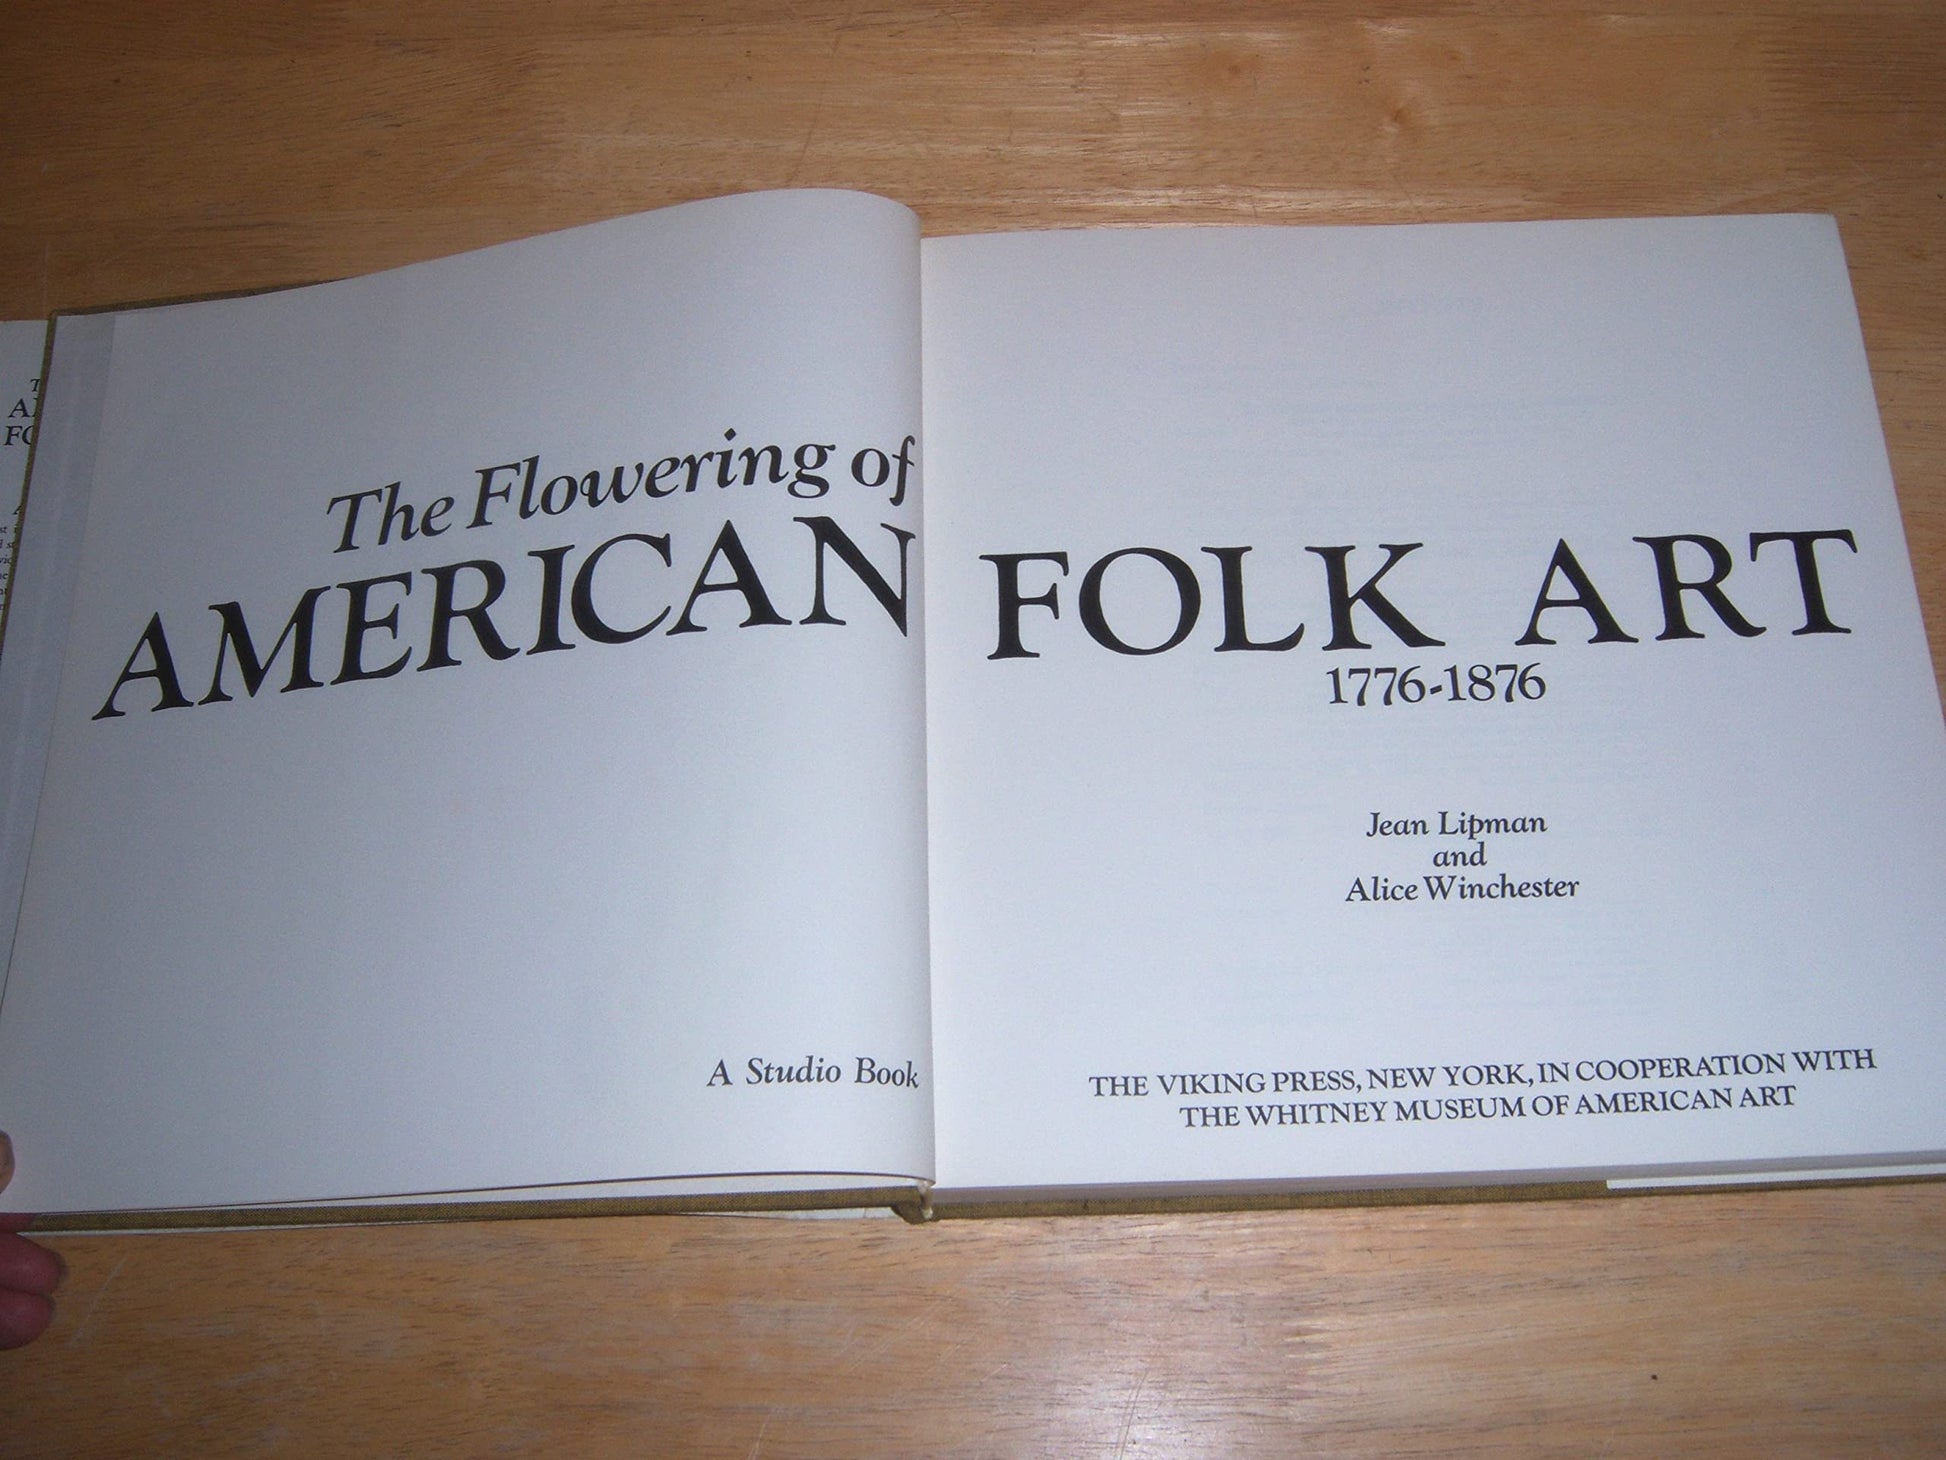 The Flowering of
AMERICAN FOLK ART
1776-1876
Jean Lipman
and
Alice Winchester
A Studio Book
THE VIKING PRESS, NEW YORK, IN COOPERATION WITH
THE WHITNEY MUSEUM OF AMERICAN ART